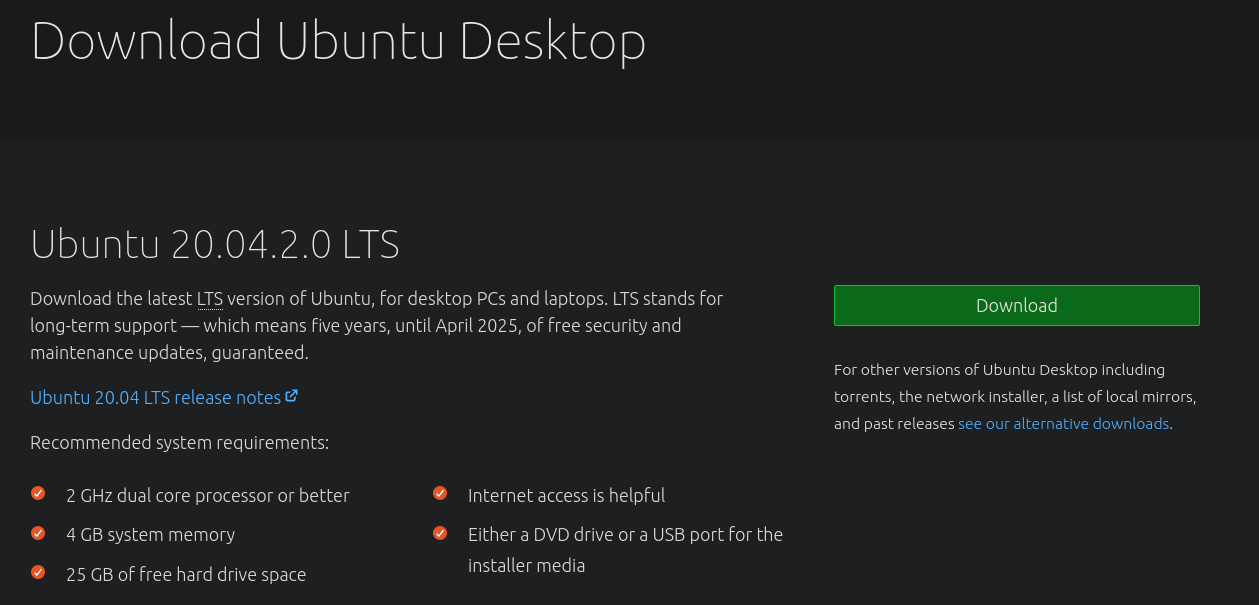 Download Ubuntu Desktop
Ubuntu 20.04.2.0 LTS
Download the latest LTS version of Ubuntu, for desktop PCs and laptops. LTS stands for
long-term support — which means five years, until April 2025, of free security and
maintenance updates, guaranteed.
Ubuntu 20.04 LTS release notes
Recommended system requirements:
2 GHz dual core processor or better
4 GB system memory
25 GB of free hard drive space
Internet access is helpful
Either a DVD drive or a USB port for the
installer media
Download
For other versions of Ubuntu Desktop including
torrents, the network installer, a list of local mirrors,
and past releases see our alternative downloads.